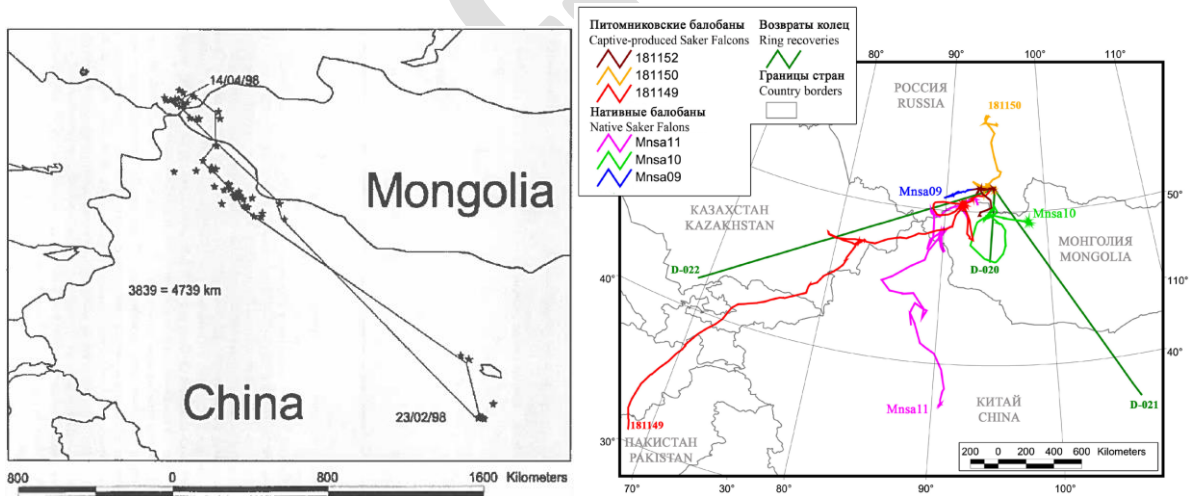 14/04/98
Mongolia
3839 = 4739 km
China
23/02/98
800 0 800 1600 Kilometers
Питомниковские балобаны
Captive-produced Saker Falcons
181152
181150
181149
Нативные балобаны
Native Saker Falons
Mnsa11
Mnsa10
Mnsa09
Возвраты колец
Ring recoveries
Границы стран
Country borders
80° 90° 100° 110°
РОССИЯ
RUSSIA
181150
50°
Mnsa09
Mnsa10
КАЗАХСТАН
KAZAKHSTAN
МОНГОЛИЯ
MONGOLIA
D-022
D-020
40°
110°
40°
Mnsa11
КИТАЙ
CHINA
D-021
181149
ПАКИСТАН
PAKISTAN
30°
200 0 200 400 600 Kilometers
30°
70° 80° 90° 100°